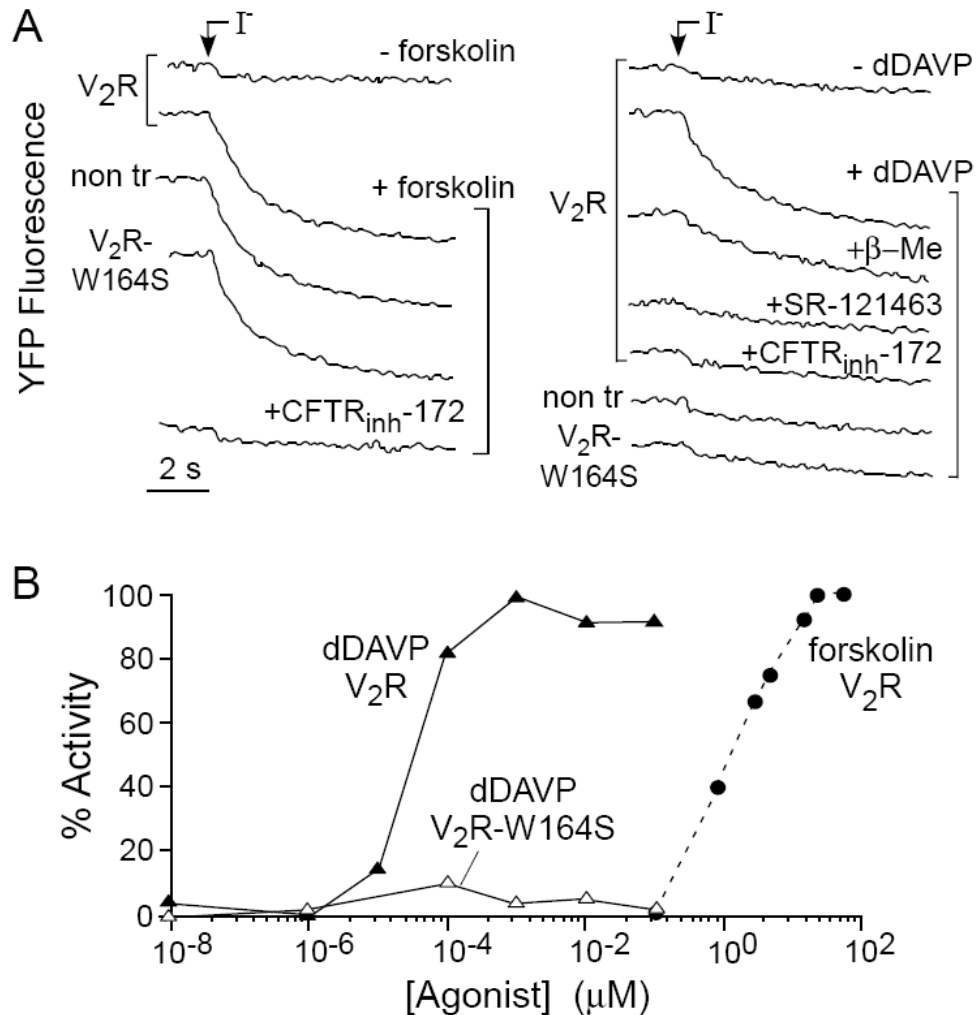 A
YFP Fluorescence
I⁻
- forskolin
V₂R
non tr
+ forskolin
V₂R-
W164S
+CFTRinh-172
2 s
I⁻
- dDAVP
+ dDAVP
V₂R
+β–Me
+SR-121463
+CFTRinh-172
non tr
V₂R-
W164S
B
% Activity
100
80
60
40
20
0
dDAVP
V₂R
dDAVP
V₂R-W164S
forskolin
V₂R
10⁻⁸
10⁻⁶
10⁻⁴
10⁻²
10⁰
10²
[Agonist] (µM)